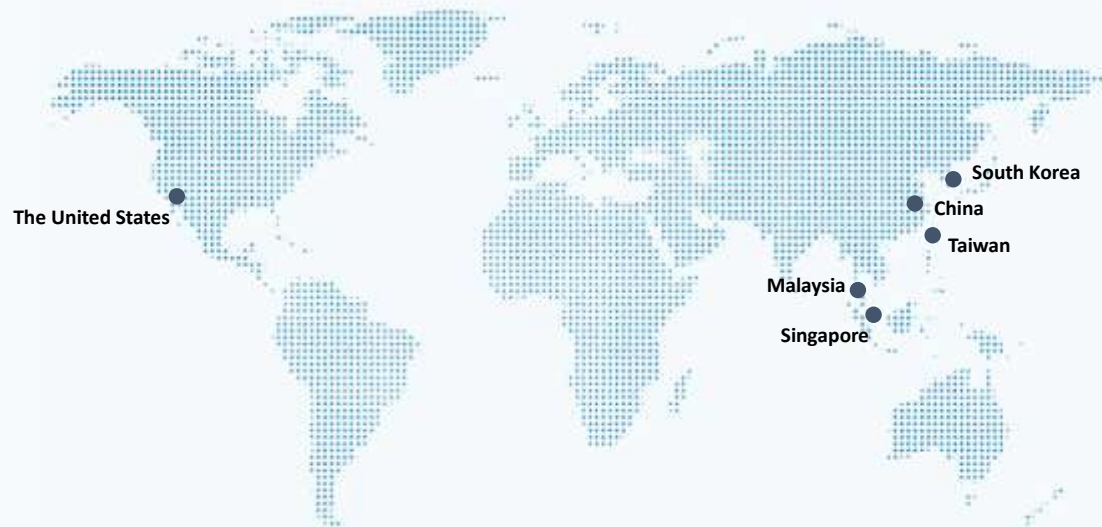 South Korea
China
The United States
Taiwan
Malaysia
Singapore